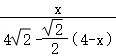 x
4√2 - √2/2 (4-x)